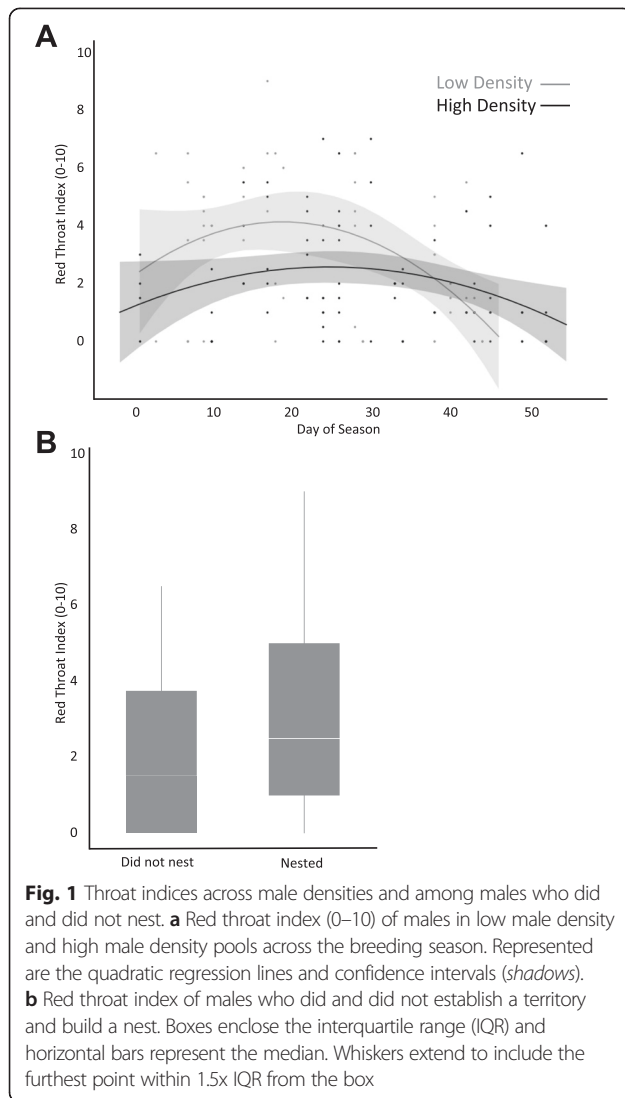 A
10
Low Density
High Density
8
6
4
2
0
Red Throat Index (0-10)
0 10 20 30 40 50
Day of Season
B
10
8
6
4
2
0
Red Throat Index (0-10)
Did not nest Nested
Fig. 1 Throat indices across male densities and among males who did
and did not nest. a Red throat index (0–10) of males in low male density
and high male density pools across the breeding season. Represented
are the quadratic regression lines and confidence intervals (shadows).
b Red throat index of males who did and did not establish a territory
and build a nest. Boxes enclose the interquartile range (IQR) and
horizontal bars represent the median. Whiskers extend to include the
furthest point within 1.5x IQR from the box